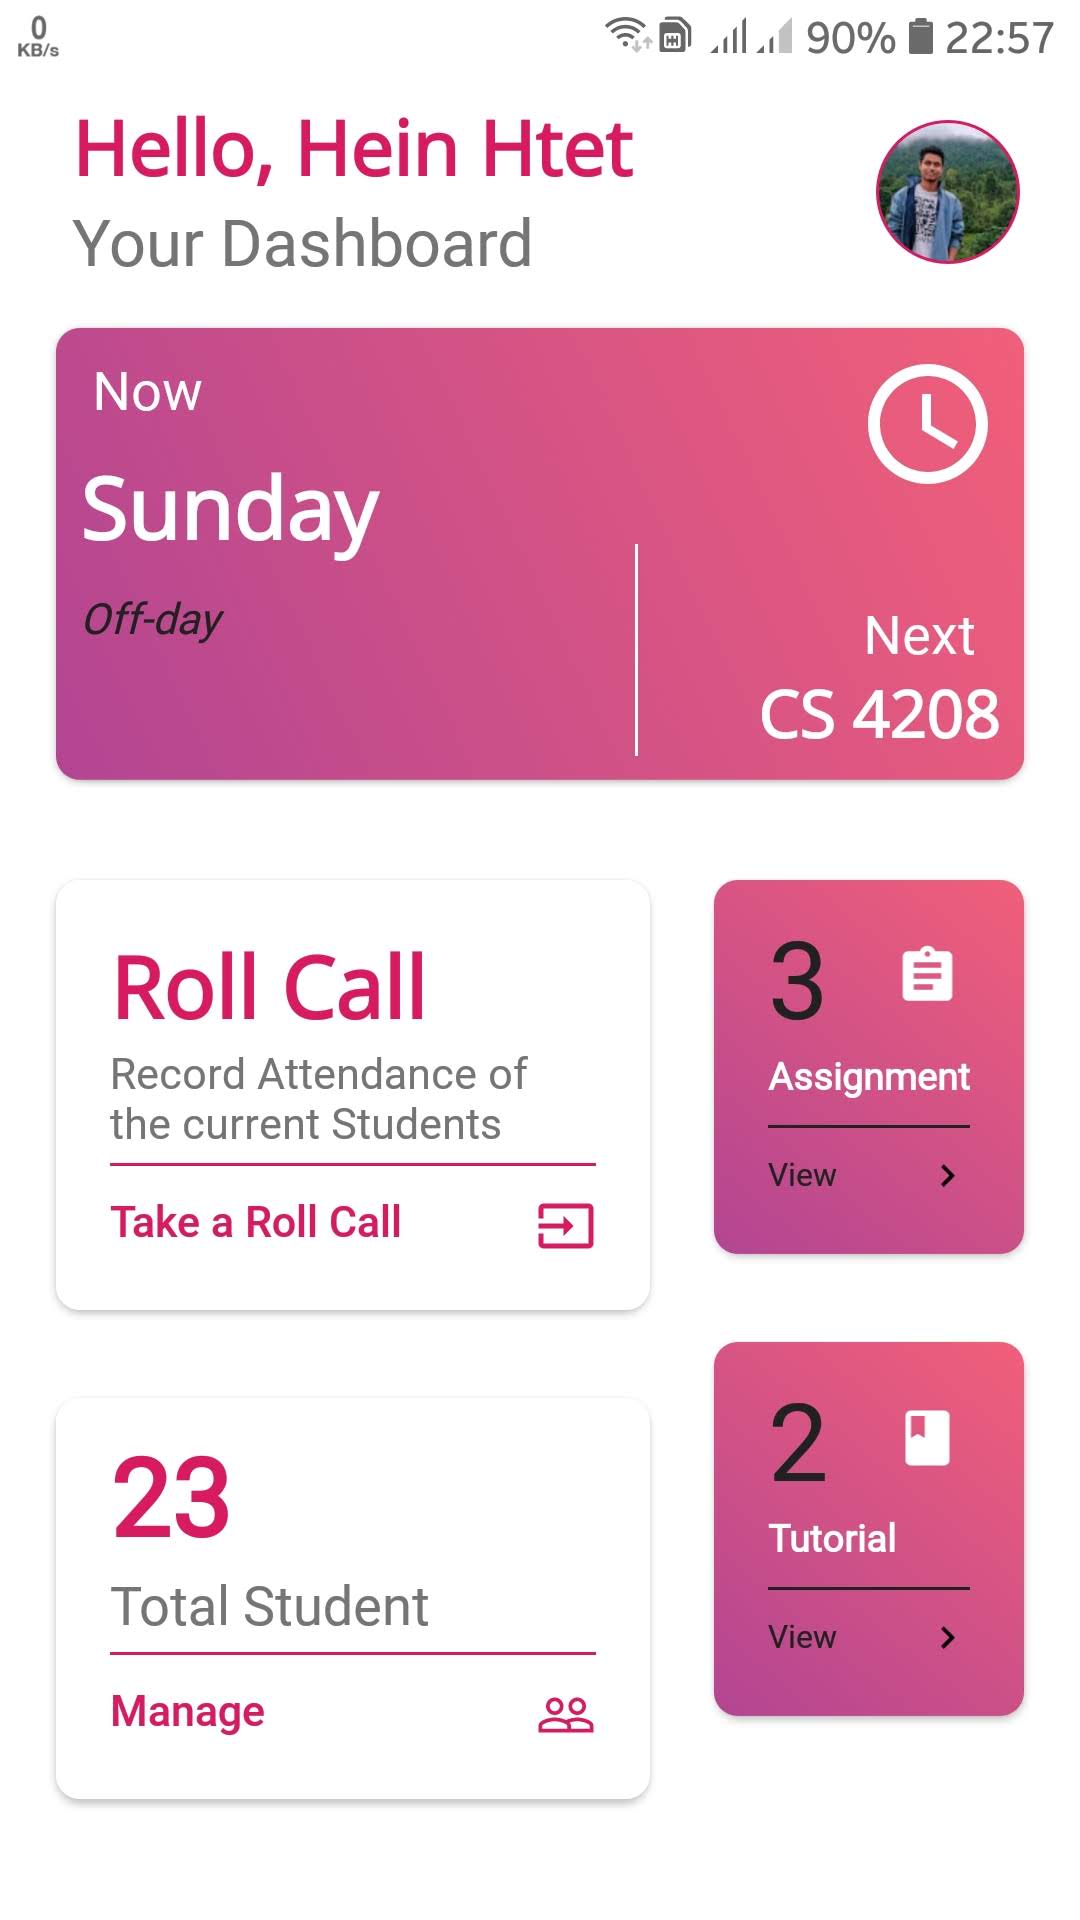 0
KB/s
90% 22:57
Hello, Hein Htet
Your Dashboard
Now
Sunday
Off-day
Next
CS 4208
Roll Call
Record Attendance of
the current Students
Take a Roll Call
3
Assignment
View
23
Total Student
Manage
2
Tutorial
View